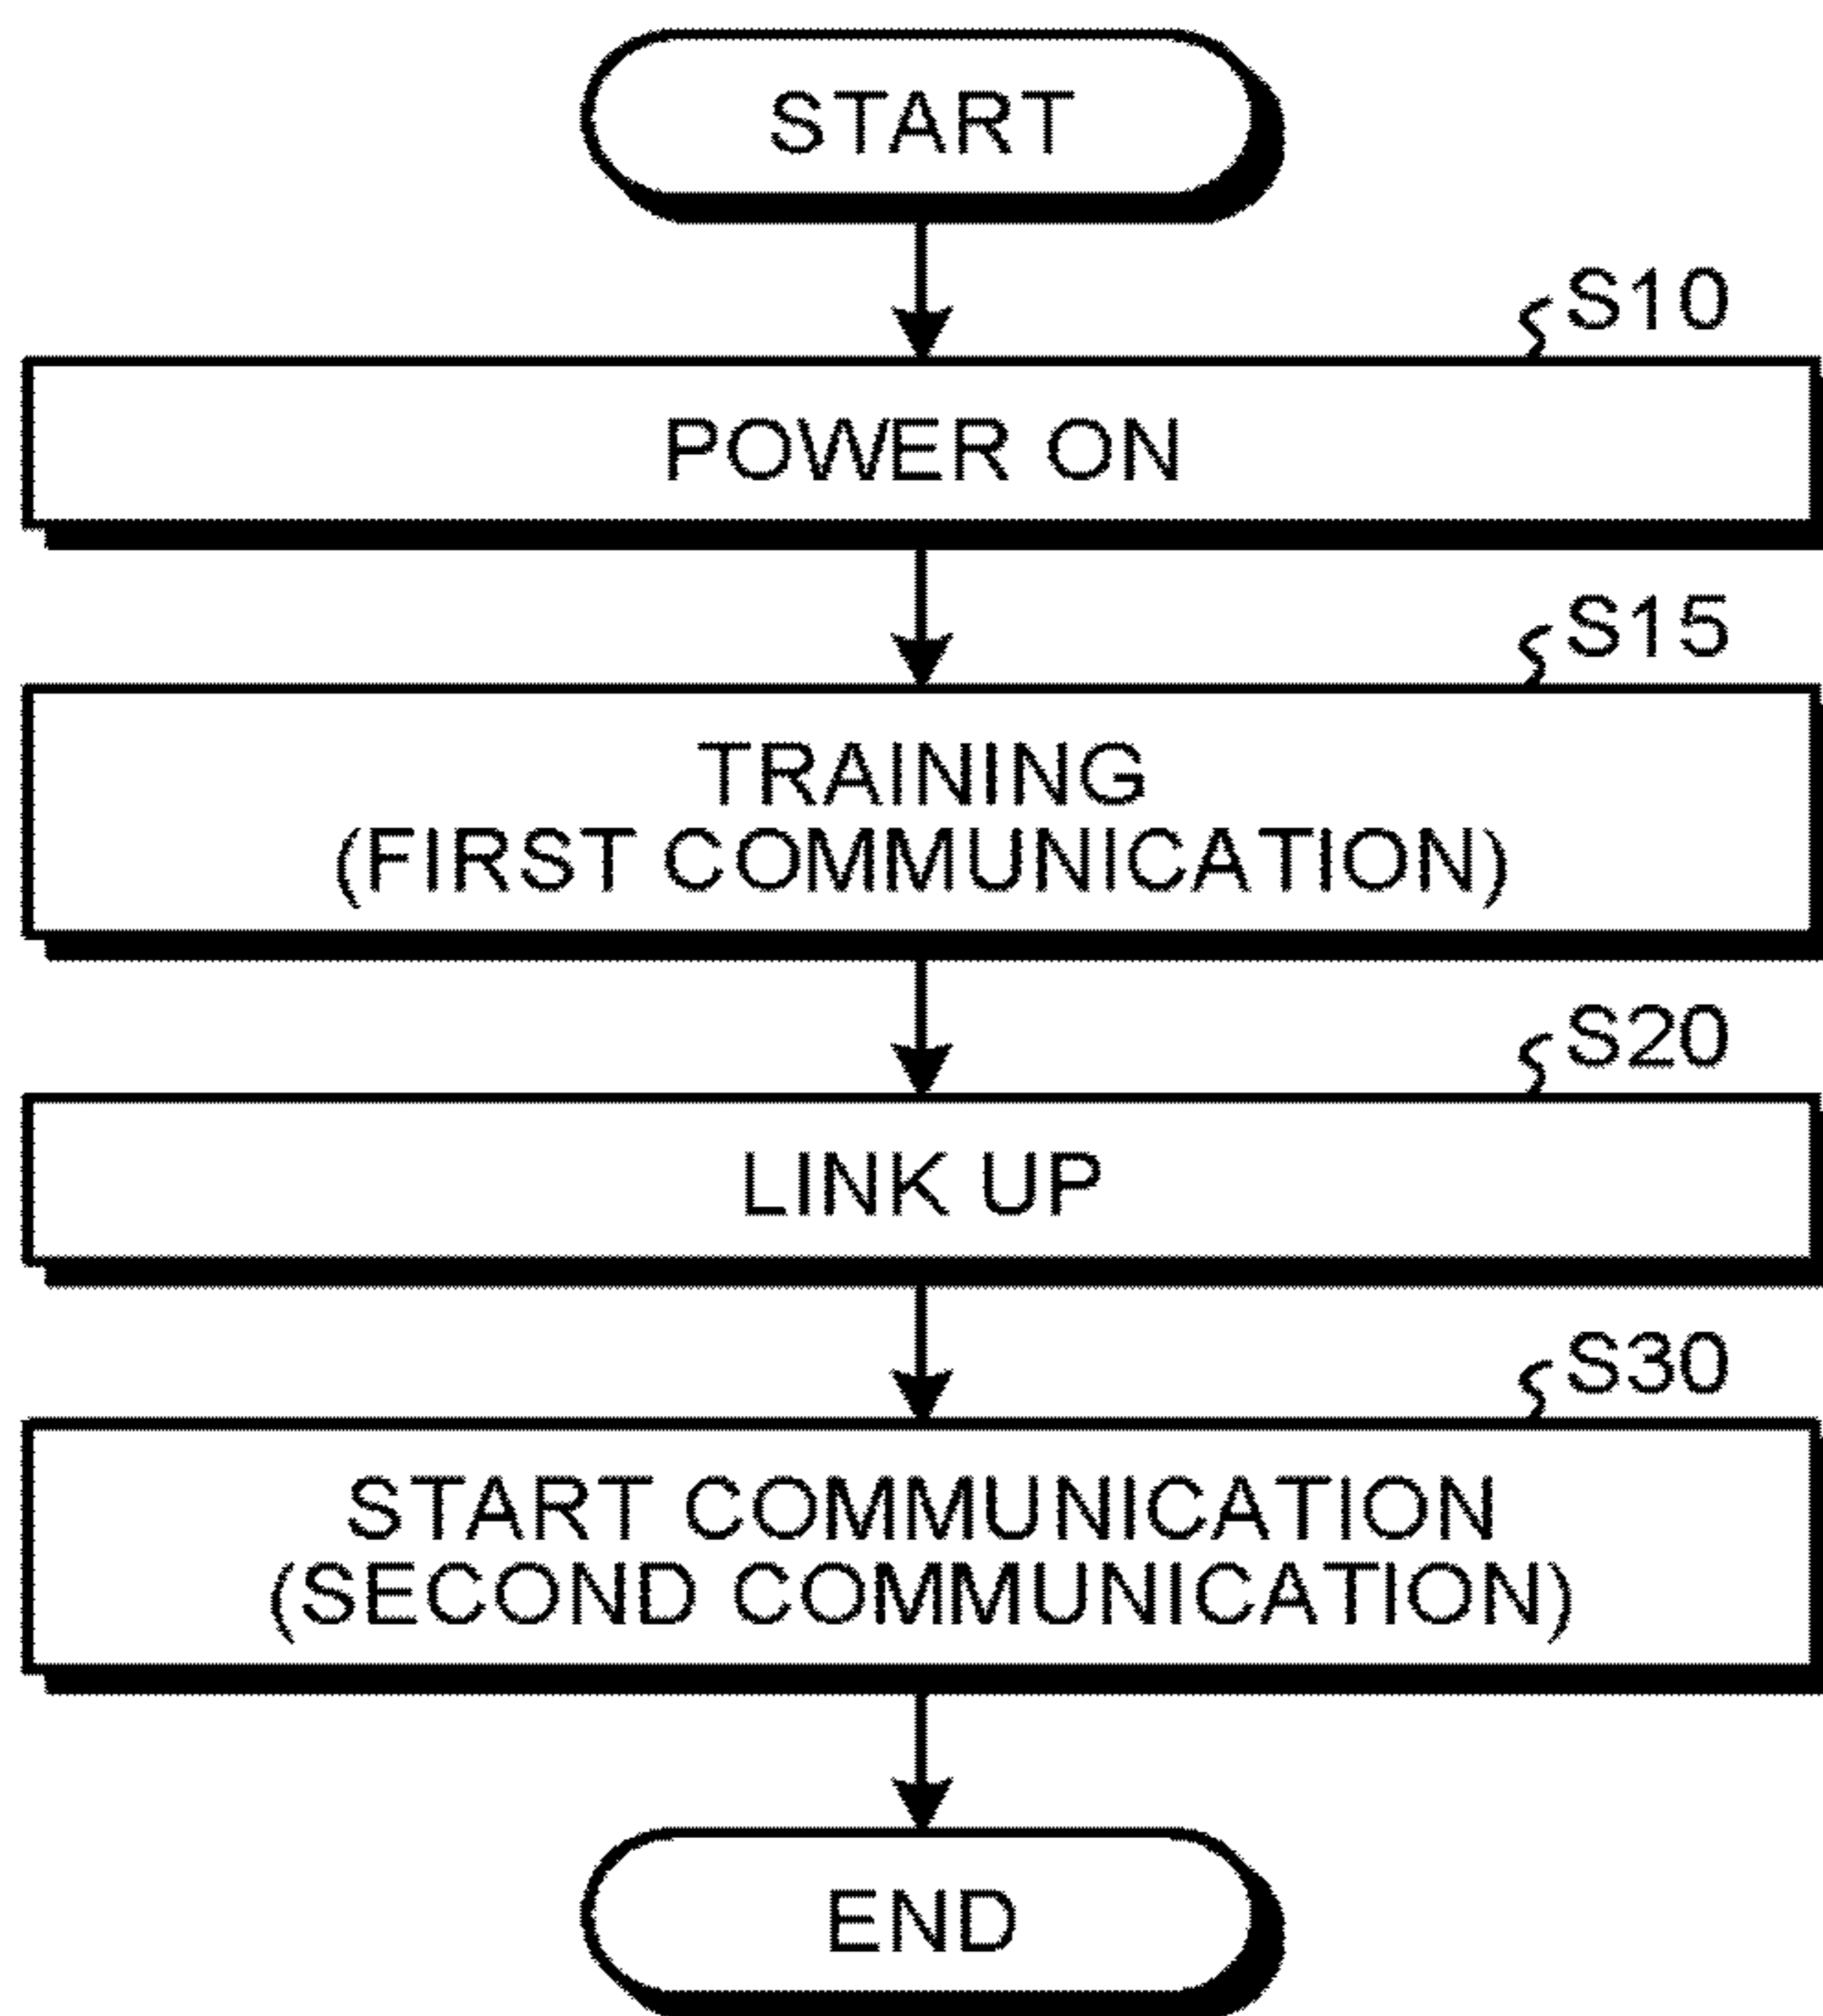 START
S10
POWER ON
S15
TRAINING
(FIRST COMMUNICATION)
S20
LINK UP
S30
START COMMUNICATION
(SECOND COMMUNICATION)
END